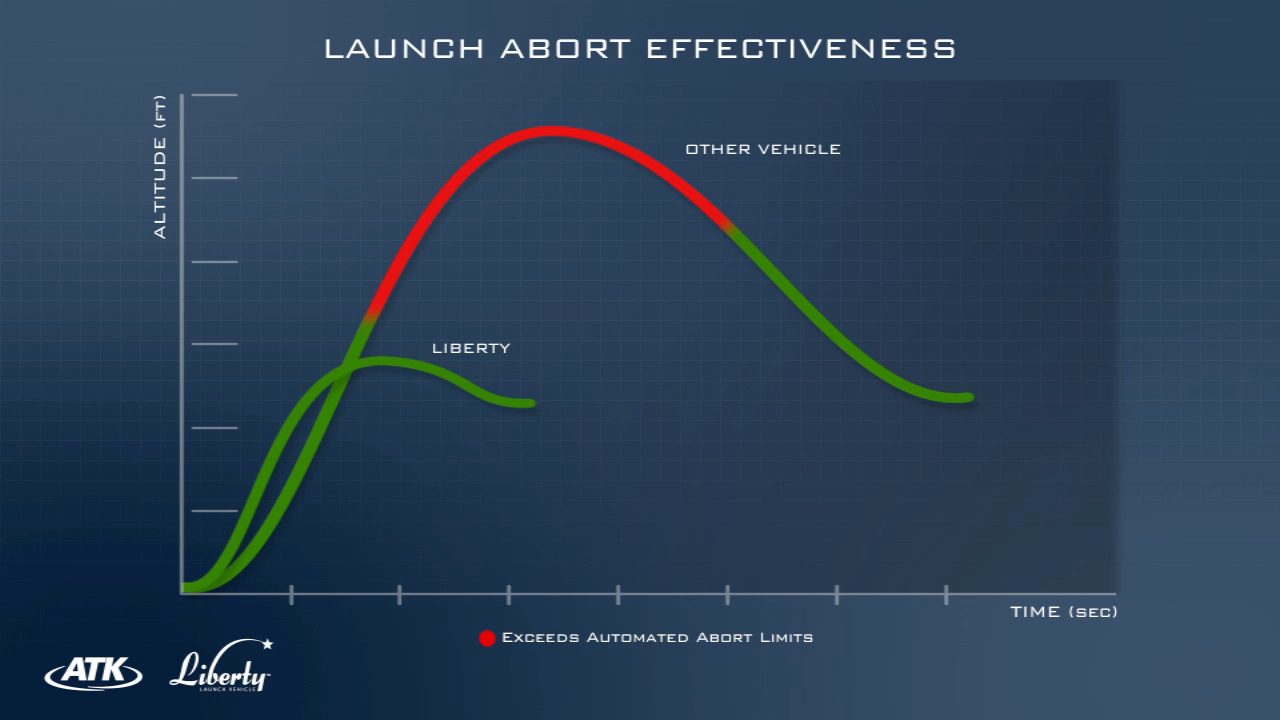 LAUNCH ABORT EFFECTIVENESS
ALTITUDE (FT)
OTHER VEHICLE
LIBERTY
TIME (SEC)
EXCEEDS AUTOMATED ABORT LIMITS
ATK
Liberty
LAUNCH VEHICLE